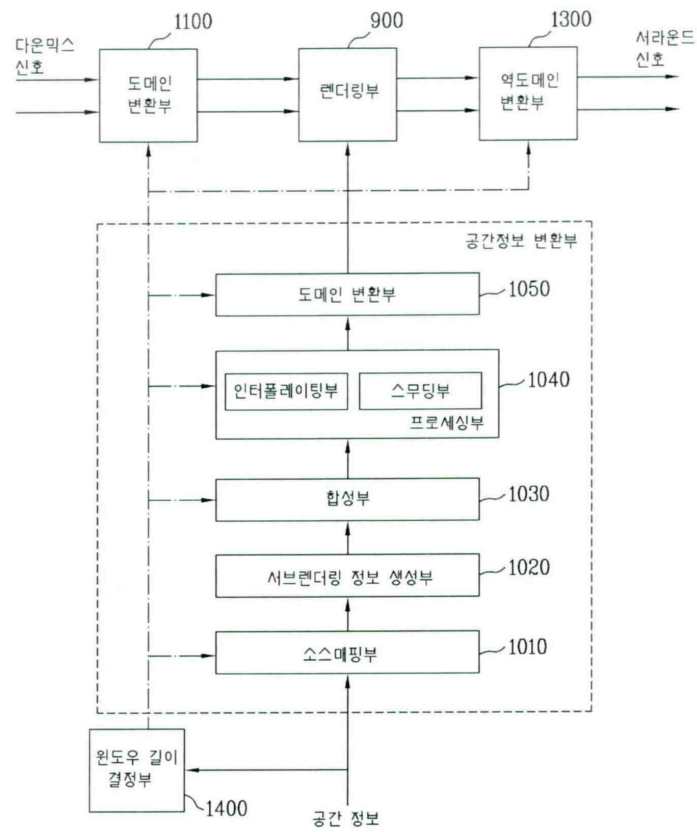 1100
900
1300
다운믹스
신호
도메인
변환부
렌더링부
역도메인
변환부
서라운드
신호
공간정보 변환부
도메인 변환부
1050
인터폴레이팅부
스무딩부
프로세싱부
1040
합성부
1030
서브렌더링 정보 생성부
1020
소스매핑부
1010
윈도우 길이
결정부
1400
공간 정보